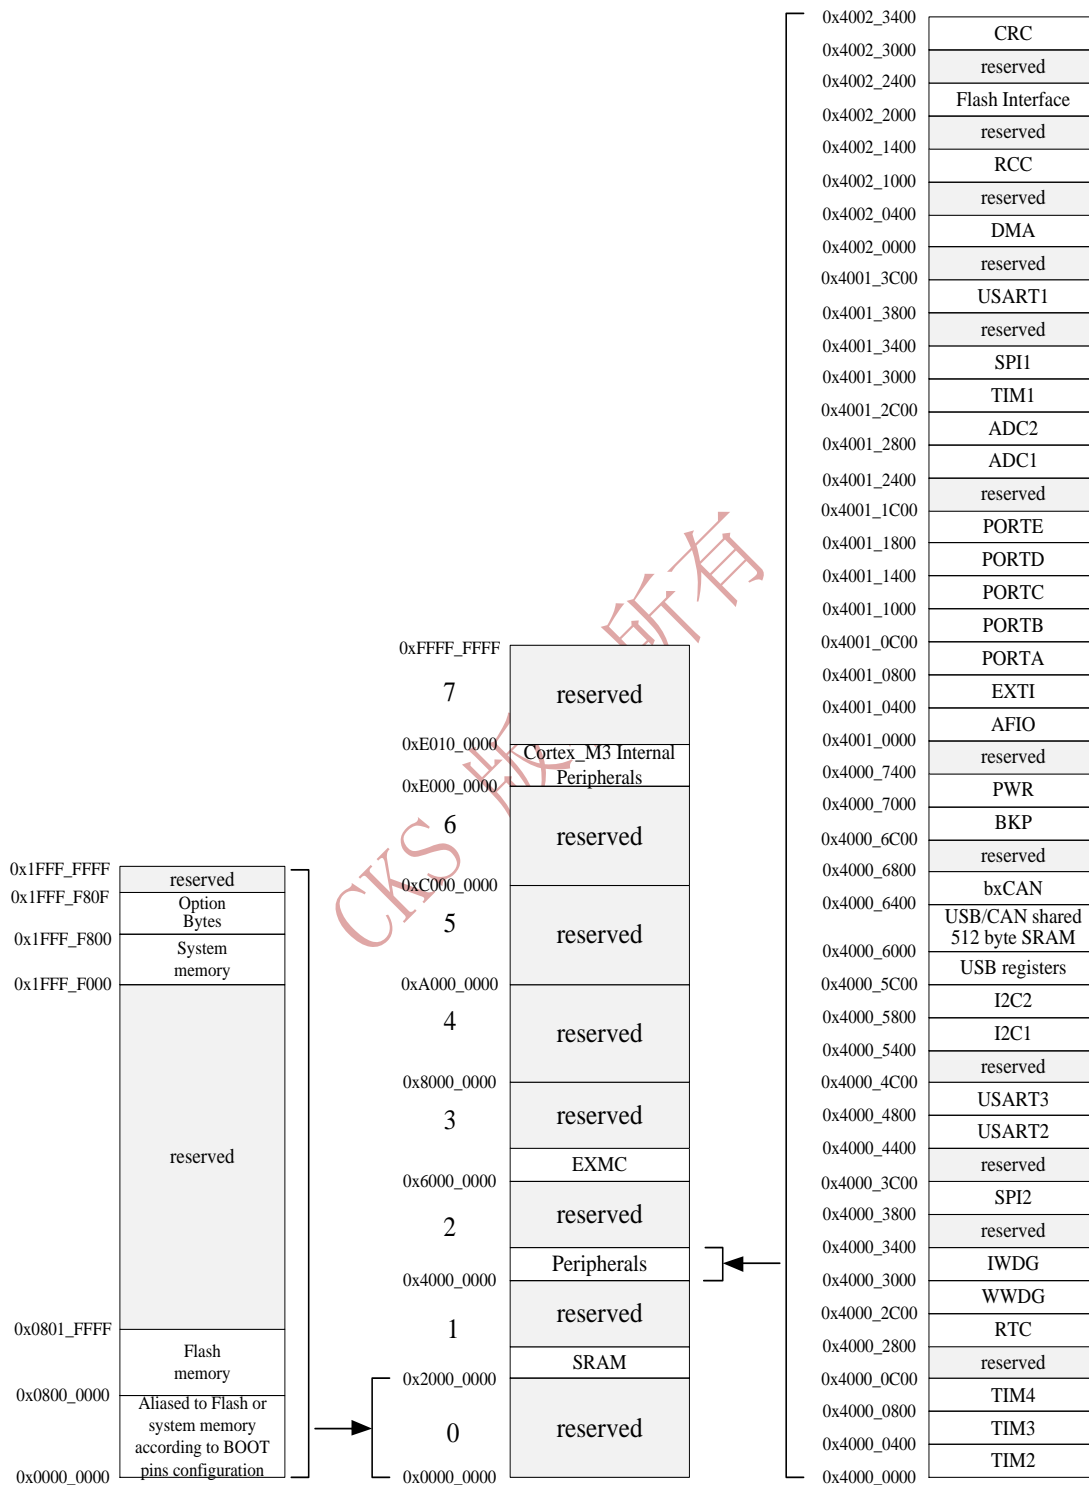 0x1FFF_FFFF
reserved
0x1FFF_F80F
Option
Bytes
0x1FFF_F800
System
memory
0x1FFF_F000
reserved
0x0801_FFFF
Flash
memory
0x0800_0000
Aliased to Flash or
system memory
according to BOOT
pins configuration
0x0000_0000
0xFFFF_FFFF
7
reserved
0xE010_0000
Cortex_M3 Internal
Peripherals
0xE000_0000
6
reserved
0xC000_0000
5
reserved
0xA000_0000
4
reserved
0x8000_0000
3
reserved
EXMC
0x6000_0000
2
reserved
Peripherals
0x4000_0000
1
reserved
SRAM
0x2000_0000
0
reserved
0x0000_0000
0x4002_3400
CRC
0x4002_3000
reserved
0x4002_2400
Flash Interface
0x4002_2000
reserved
0x4002_1400
RCC
0x4002_1000
reserved
0x4002_0400
DMA
0x4002_0000
reserved
0x4001_3C00
USART1
0x4001_3800
reserved
0x4001_3400
SPI1
0x4001_3000
TIM1
0x4001_2C00
ADC2
0x4001_2800
ADC1
0x4001_2400
reserved
0x4001_1C00
PORTE
0x4001_1800
PORTD
0x4001_1400
PORTC
0x4001_1000
PORTB
0x4001_0C00
PORTA
0x4001_0800
EXTI
0x4001_0400
AFIO
0x4001_0000
reserved
0x4000_7400
PWR
0x4000_7000
BKP
0x4000_6C00
reserved
0x4000_6800
bxCAN
0x4000_6400
USB/CAN shared
512 byte SRAM
0x4000_6000
USB registers
0x4000_5C00
I2C2
0x4000_5800
I2C1
0x4000_5400
reserved
0x4000_4C00
USART3
0x4000_4800
USART2
0x4000_4400
reserved
0x4000_3C00
SPI2
0x4000_3800
reserved
0x4000_3400
IWDG
0x4000_3000
WWDG
0x4000_2C00
RTC
0x4000_2800
reserved
0x4000_0C00
TIM4
0x4000_0800
TIM3
0x4000_0400
TIM2
0x4000_0000
CKS 版 所有